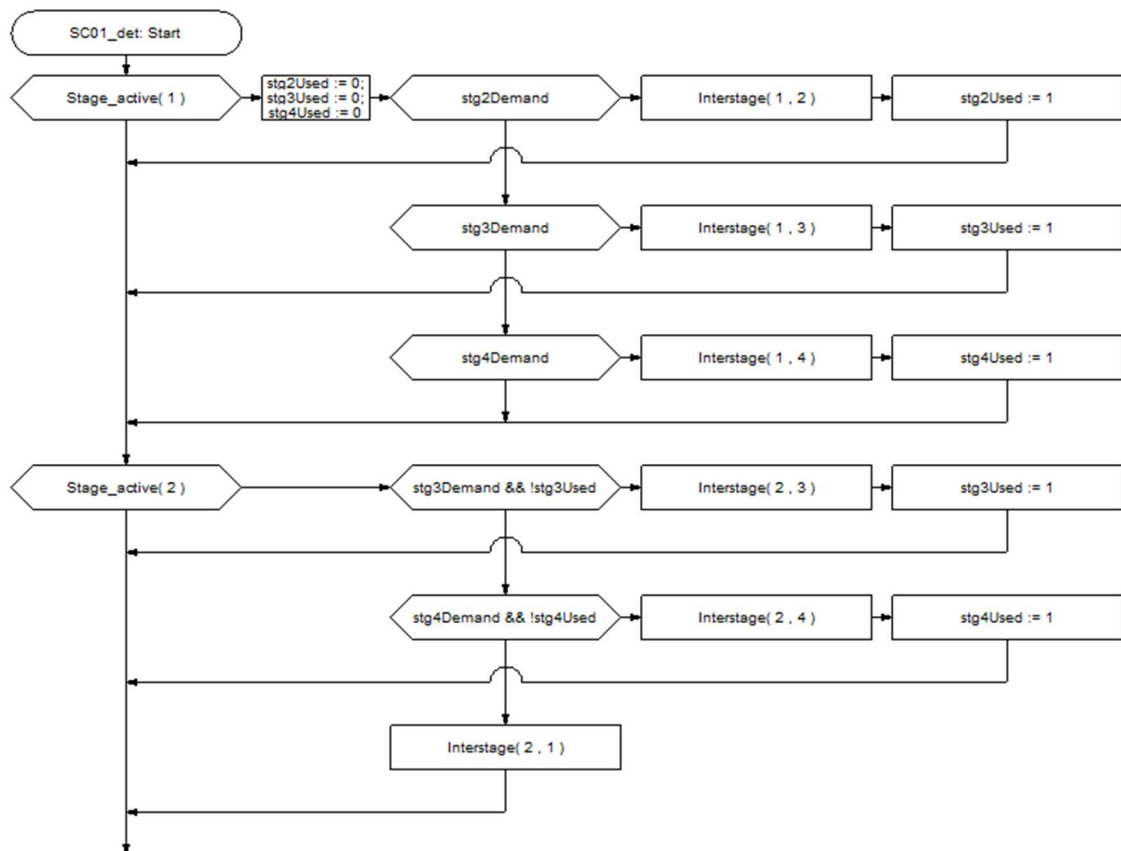 SC01_det: Start
Stage_active( 1 )
stg2Used := 0;
stg3Used := 0;
stg4Used := 0
stg2Demand
Interstage( 1 , 2 )
stg2Used := 1
stg3Demand
Interstage( 1 , 3 )
stg3Used := 1
stg4Demand
Interstage( 1 , 4 )
stg4Used := 1
Stage_active( 2 )
stg3Demand && !stg3Used
Interstage( 2 , 3 )
stg3Used := 1
stg4Demand && !stg4Used
Interstage( 2 , 4 )
stg4Used := 1
Interstage( 2 , 1 )